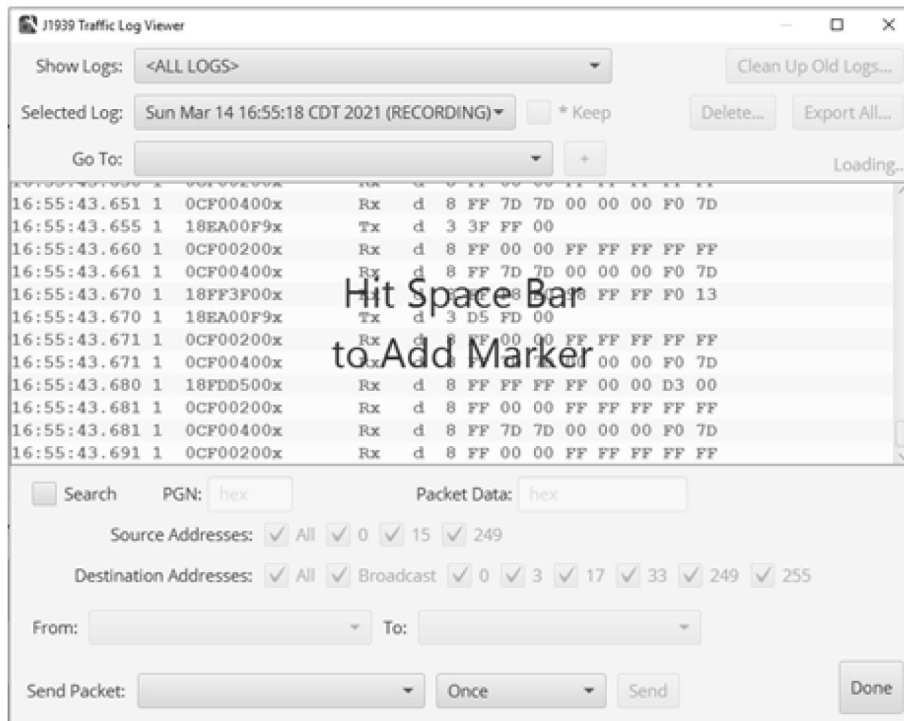 J1939 Traffic Log Viewer
Show Logs: <ALL LOGS> Clean Up Old Logs...
Selected Log: Sun Mar 14 16:55:18 CDT 2021 (RECORDING) * Keep Delete... Export All...
Go To: + Loading..
16:55:43.651 1 0CF00400x Rx d 8 FF 7D 7D 00 00 00 F0 7D
16:55:43.655 1 18EA00F9x Tx d 3 3F FF 00
16:55:43.660 1 0CF00200x Rx d 8 FF 00 00 FF FF FF FF FF
16:55:43.661 1 0CF00400x Rx d 8 FF 7D 7D 00 00 00 F0 7D
16:55:43.670 1 18FF3F00x FF FF F0 13
Hit Space Bar
16:55:43.670 1 18EA00F9x Tx d 3 D5 FD 00
16:55:43.671 1 0CF00200x Rx d 8 FF 00 00 FF FF FF FF FF
to Add Marker
16:55:43.671 1 0CF00400x 00 00 F0 7D
16:55:43.680 1 18FDD500x Rx d 8 FF FF FF FF 00 00 D3 00
16:55:43.681 1 0CF00200x Rx d 8 FF 00 00 FF FF FF FF FF
16:55:43.681 1 0CF00400x Rx d 8 FF 7D 7D 00 00 00 F0 7D
16:55:43.691 1 0CF00200x Rx d 8 FF 00 00 FF FF FF FF FF
Search PGN: hex Packet Data: hex
Source Addresses: All 0 15 249
Destination Addresses: All Broadcast 0 3 17 33 249 255
From: To:
Send Packet: Once Send Done